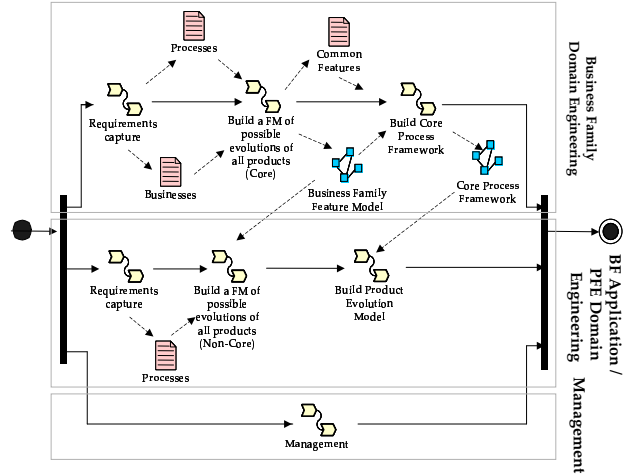 Processes
Common
Features
Requirements
capture
Build a FM of
possible
evolutions of
all products
(Core)
Build Core
Process
Framework
Businesses
Business Family
Feature Model
Core Process
Framework
Business Family
Domain Engineering
Requirements
capture
Build a FM of
possible
evolutions of
all products
(Non-Core)
Build Product
Evolution
Model
Processes
BF Application /
PFE Domain
Engineering
Management
Management